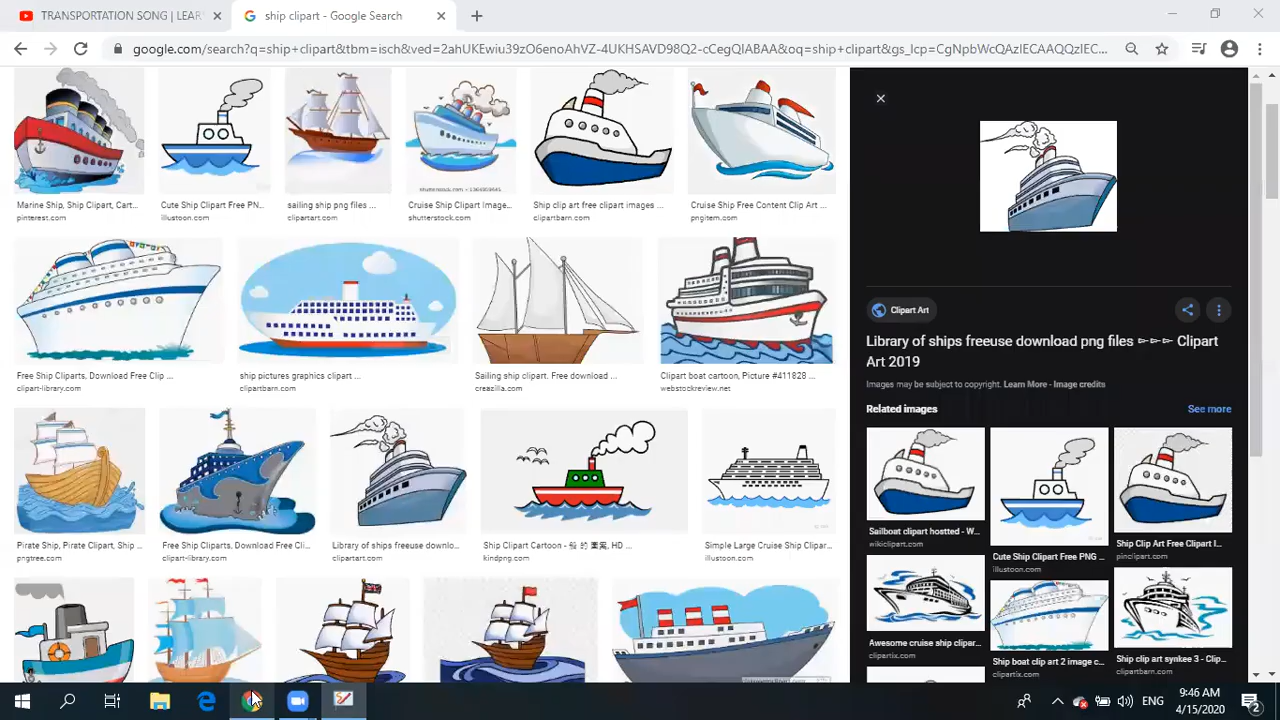 TRANSPORTATION SONG | LEAR
ship clipart - Google Search
google.com/search?q=ship+clipart&tbm=isch&ved=2ahUKEwiu39zO6enoAhVZ-4UKHSAVD98Q2-cCegQIABAA&oq=ship+clipart&gs_lcp=CgNpbWcQAzIECAAQQzIEC...
Marine Ship, Ship Clipart, Cart...
pinterest.com
Cute Ship Clipart Free PN...
illustoon.com
sailing ship png files ...
clipartart.com
Cruise Ship Clipart Image...
shutterstock.com
Ship clip art free clipart images ...
clipartbarn.com
Cruise Ship Free Content Clip Art ...
pngitem.com
Free Ship Cliparts, Download Free Clip ...
clipart-library.com
ship pictures graphics clipart ...
clipartbarn.com
Sailing ship clipart. Free download ...
creazilla.com
Clipart boat cartoon, Picture #411828 ...
webstockreview.net
Pirate Ship, Pirate Clipart, Ship ...
pngtree.com
Free Ship Cliparts, Download Free Cli...
clipart-library.com
Library of ships freeuse downlo...
clipartart.com
Ship Clipart Cartoon - 船 的
, HD ...
kindpng.com
Simple Large Cruise Ship Clipar...
illustoon.com
Clipart Art
Library of ships freeuse download png files ►►► Clipart
Art 2019
Images may be subject to copyright. Learn More - Image credits
Related images
See more
Sailboat clipart hostted - W...
wikiclipart.com
Cute Ship Clipart Free PNG ...
illustoon.com
Ship Clip Art Free Clipart I...
pinclipart.com
Awesome cruise ship clipar...
clipartix.com
Ship boat clip art 2 image c...
clipartix.com
Ship clip art synkee 3 - Clip...
clipartbarn.com
ENG
9:46 AM
4/15/2020
2